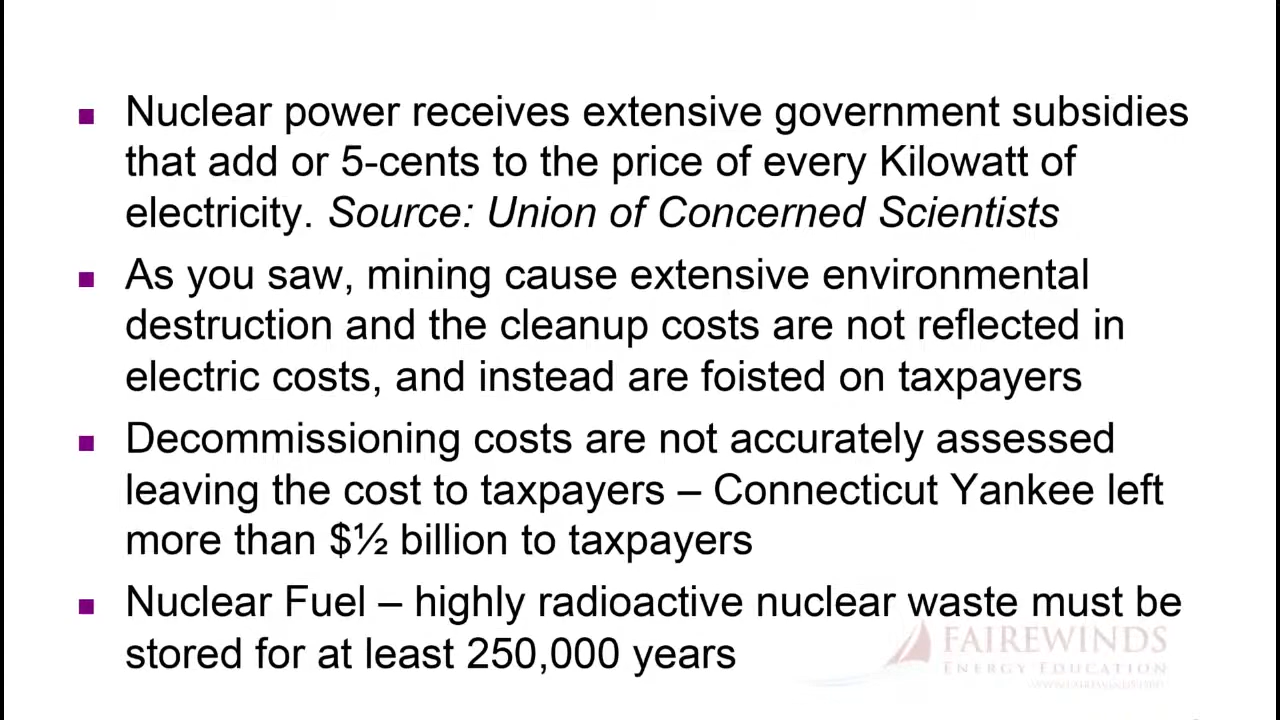 Nuclear power receives extensive government subsidies
that add or 5-cents to the price of every Kilowatt of
electricity. Source: Union of Concerned Scientists
As you saw, mining cause extensive environmental
destruction and the cleanup costs are not reflected in
electric costs, and instead are foisted on taxpayers
Decommissioning costs are not accurately assessed
leaving the cost to taxpayers – Connecticut Yankee left
more than $½ billion to taxpayers
Nuclear Fuel – highly radioactive nuclear waste must be
stored for at least 250,000 years
FAIREWINDS
ENERGY EDUCATION